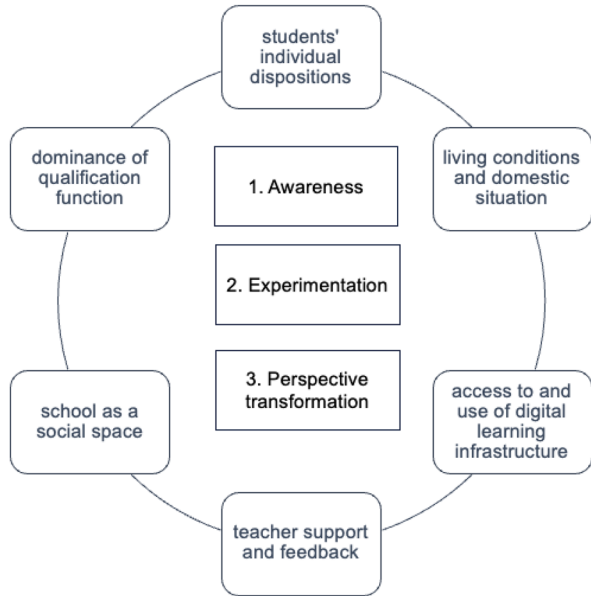 students'
individual
dispositions
dominance of
qualification
function
living conditions
and domestic
situation
1. Awareness
2. Experimentation
3. Perspective
transformation
school as a
social space
access to and
use of digital
learning
infrastructure
teacher support
and feedback